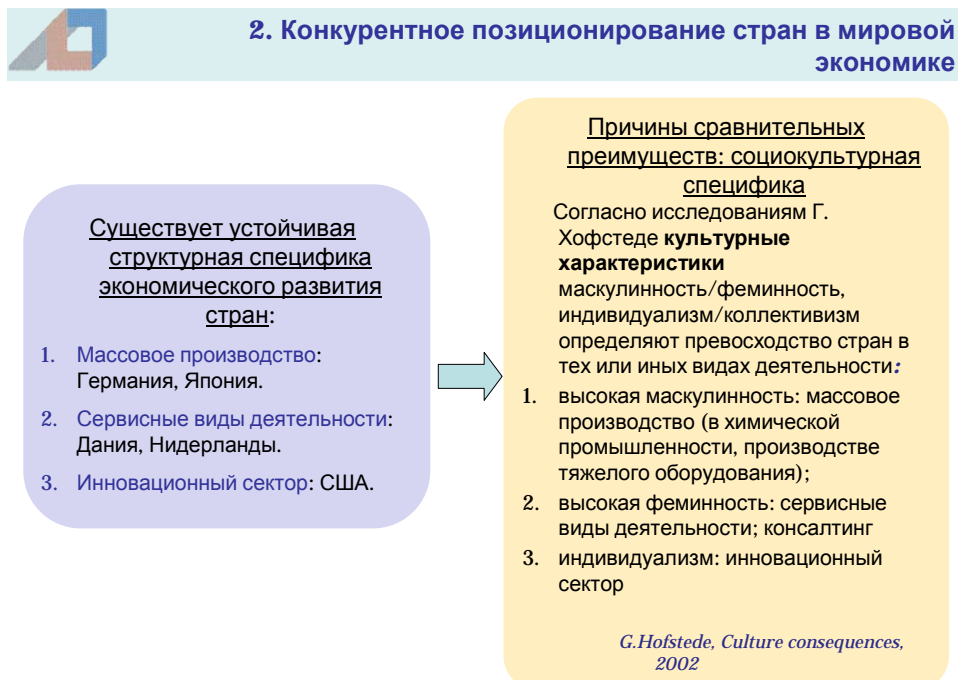 2. Конкурентное позиционирование стран в мировой
экономике
Существует устойчивая
структурная специфика
экономического развития
стран:
1. Массовое производство:
Германия, Япония.
2. Сервисные виды деятельности:
Дания, Нидерланды.
3. Инновационный сектор: США.
Причины сравнительных
преимуществ: социокультурная
специфика
Согласно исследованиям Г.
Хофстеде культурные
характеристики
маскулинность/феминность,
индивидуализм/коллективизм
определяют превосходство стран в
тех или иных видах деятельности:
1. высокая маскулинность: массовое
производство (в химической
промышленности, производстве
тяжелого оборудования);
2. высокая феминность: сервисные
виды деятельности; консалтинг
3. индивидуализм: инновационный
сектор
G.Hofstede, Culture consequences,
2002